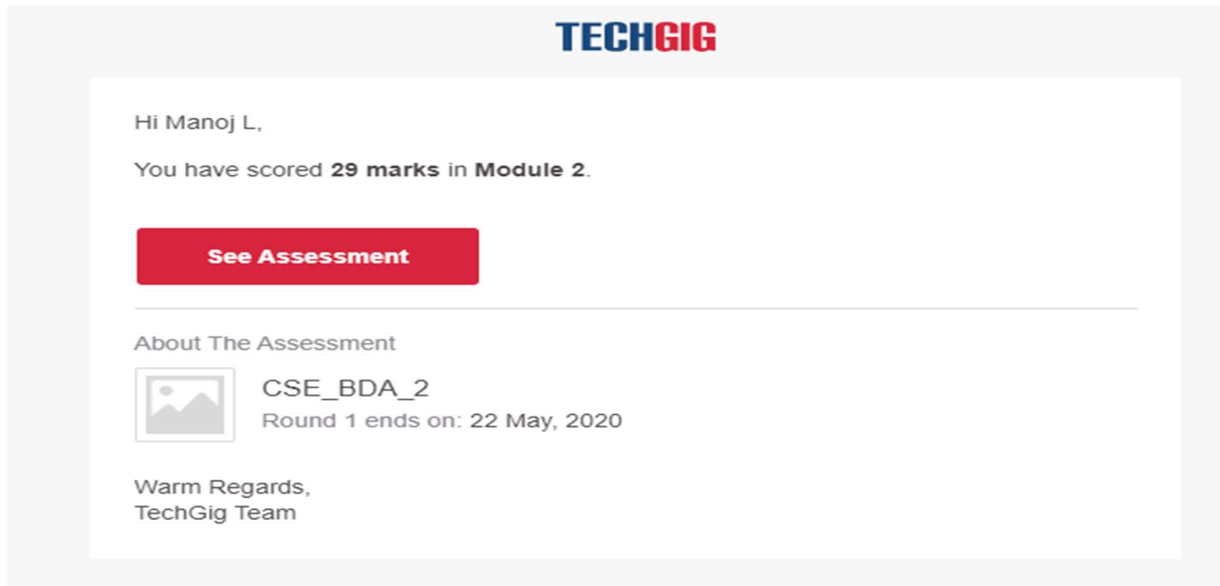 TECHGIG
Hi Manoj L,
You have scored 29 marks in Module 2.
See Assessment
About The Assessment
CSE_BDA_2
Round 1 ends on: 22 May, 2020
Warm Regards,
TechGig Team